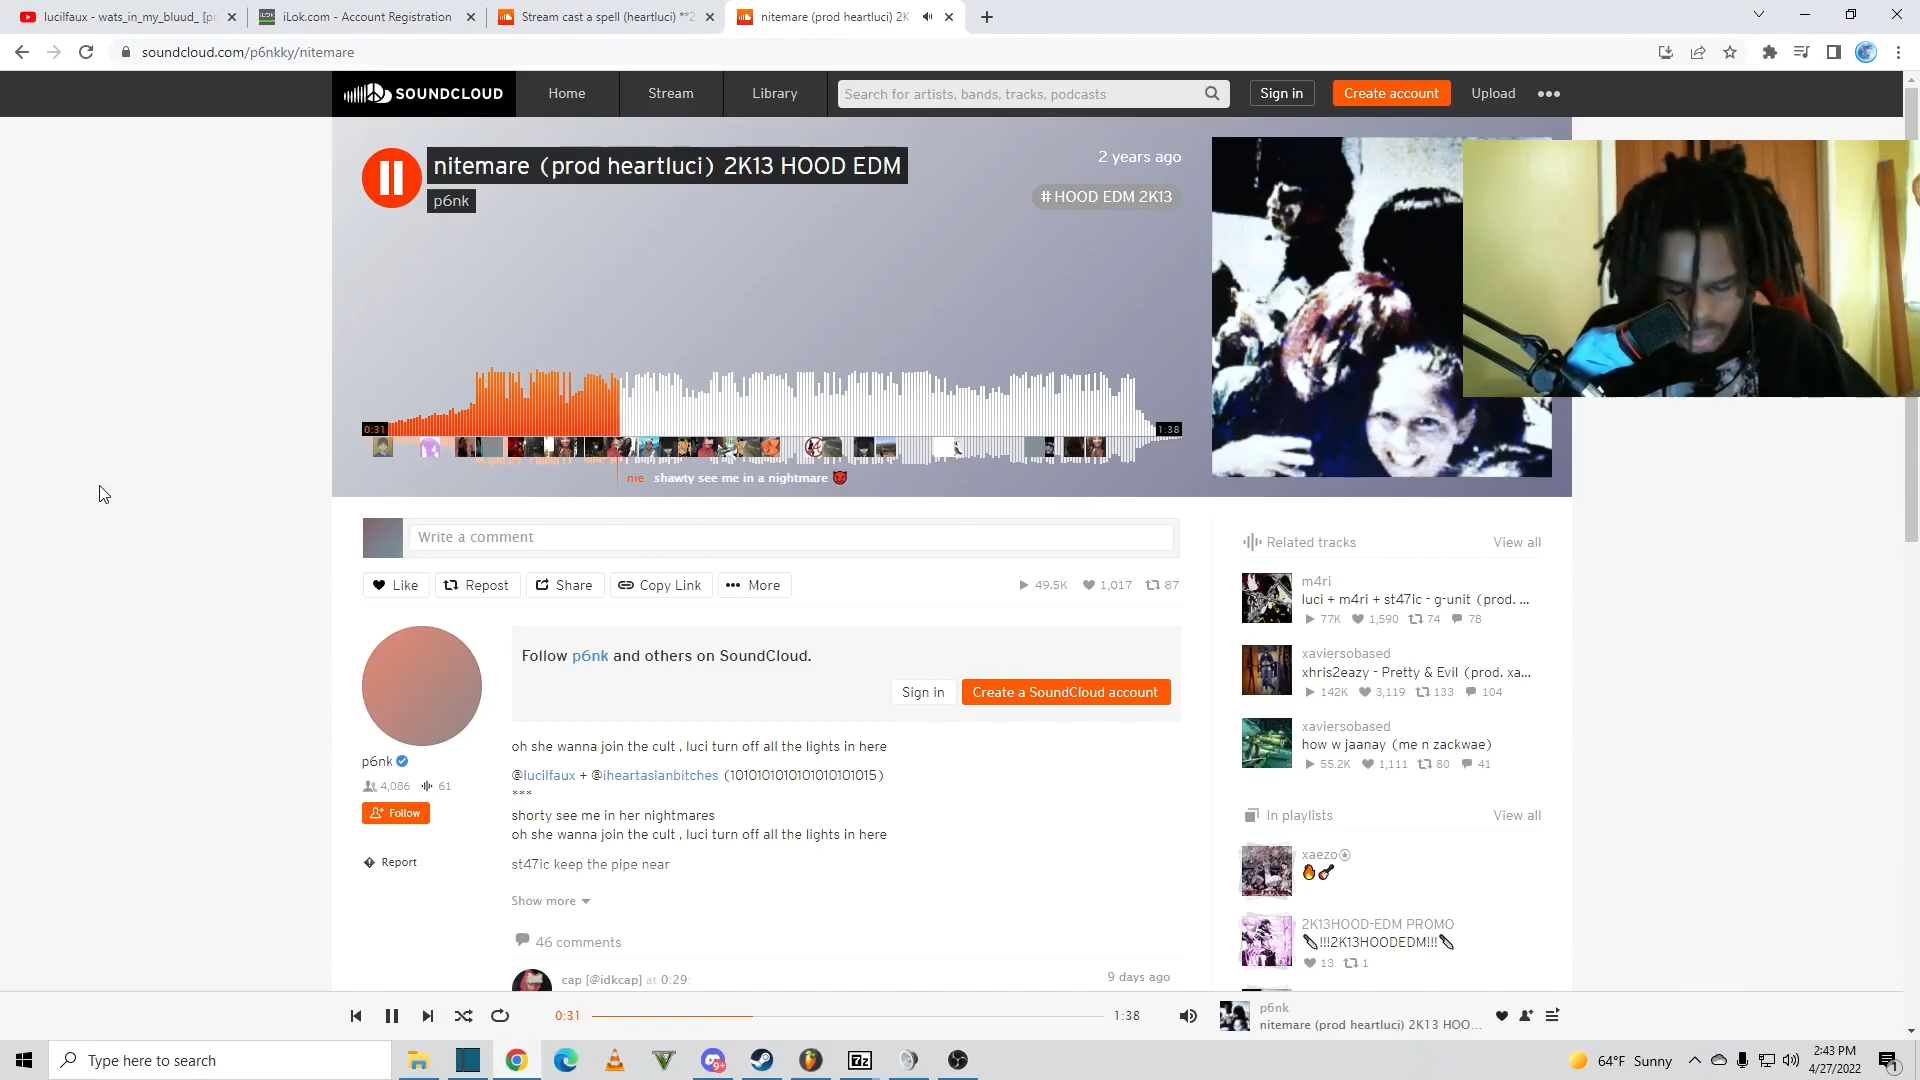 lucilfaux - wats_in_my_bluud_ [pr
iLok.com - Account Registration
Stream cast a spell (heartluci) **2
nitemare (prod heartluci) 2K
soundcloud.com/p6nkky/nitemare
SOUNDCLOUD
Home
Stream
Library
Search for artists, bands, tracks, podcasts
Sign in
Create account
Upload
nitemare (prod heartluci) 2K13 HOOD EDM
p6nk
2 years ago
# HOOD EDM 2K13
0:31
1:38
nie shawty see me in a nightmare
Write a comment
Like
Repost
Share
Copy Link
More
49.5K
1,017
87
Follow p6nk and others on SoundCloud.
Sign in
Create a SoundCloud account
p6nk
4,086
61
Follow
Report
oh she wanna join the cult , luci turn off all the lights in here
@lucilfaux + @iheartasianbitches (1010101010101010101015)
***
shorty see me in her nightmares
oh she wanna join the cult , luci turn off all the lights in here
st47ic keep the pipe near
Show more
46 comments
cap [@idkcap] at 0:29:
9 days ago
Related tracks
View all
m4ri
luci + m4ri + st47ic - g-unit (prod. ...
77K 1,590 74 78
xaviersobased
xhris2eazy - Pretty & Evil (prod. xa...
142K 3,119 133 104
xaviersobased
how w jaanay (me n zackwae)
55.2K 1,111 80 41
In playlists
View all
xaezo
2K13HOOD-EDM PROMO
!!!2K13HOODEDM!!!
13 1
0:31
1:38
p6nk
nitemare (prod heartluci) 2K13 HOO...
Type here to search
9+
7z
64°F Sunny
2:43 PM
4/27/2022
1